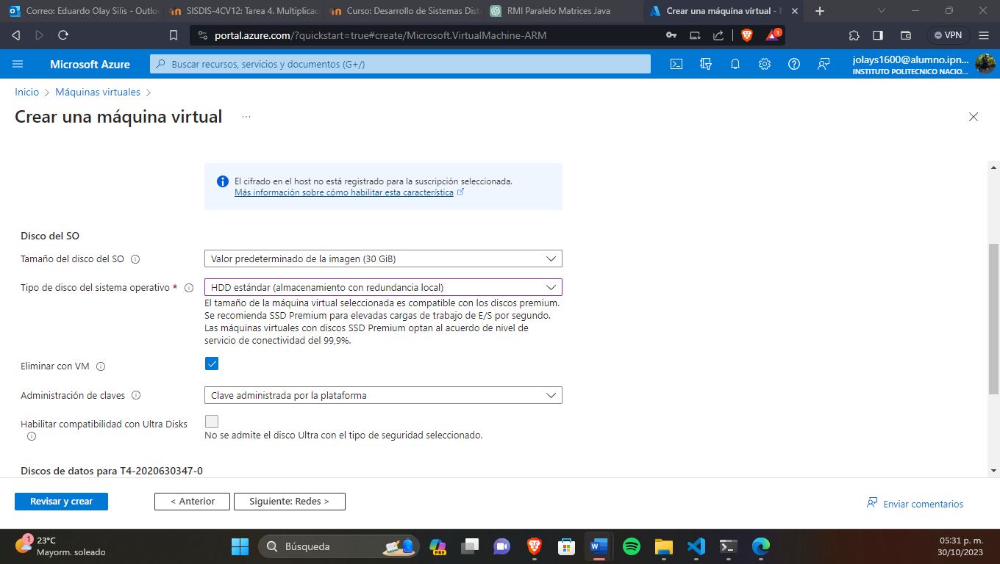 Correo: Eduardo Olay Silis - Outloo
SISDIS-4CV12: Tarea 4. Multiplicac
Curso: Desarrollo de Sistemas Dist
RMI Paralelo Matrices Java
Crear una máquina virtual -
portal.azure.com/?quickstart=true#create/Microsoft.VirtualMachine-ARM
1
VPN
Microsoft Azure
Buscar recursos, servicios y documentos (G+/)
jolays1600@alumno.ipn...
INSTITUTO POLITECNICO NACIO...
Inicio > Máquinas virtuales >
Crear una máquina virtual ...
El cifrado en el host no está registrado para la suscripción seleccionada.
Más información sobre cómo habilitar esta característica
Disco del SO
Tamaño del disco del SO
Valor predeterminado de la imagen (30 GiB)
Tipo de disco del sistema operativo *
HDD estándar (almacenamiento con redundancia local)
El tamaño de la máquina virtual seleccionada es compatible con los discos premium.
Se recomienda SSD Premium para elevadas cargas de trabajo de E/S por segundo.
Las máquinas virtuales con discos SSD Premium optan al acuerdo de nivel de
servicio de conectividad del 99,9%.
Eliminar con VM
Administración de claves
Clave administrada por la plataforma
Habilitar compatibilidad con Ultra Disks
No se admite el disco Ultra con el tipo de seguridad seleccionado.
Discos de datos para T4-2020630347-0
Revisar y crear
< Anterior
Siguiente: Redes >
Enviar comentarios
1
23°C
Mayorm. soleado
Búsqueda
PRE
05:31 p. m.
30/10/2023